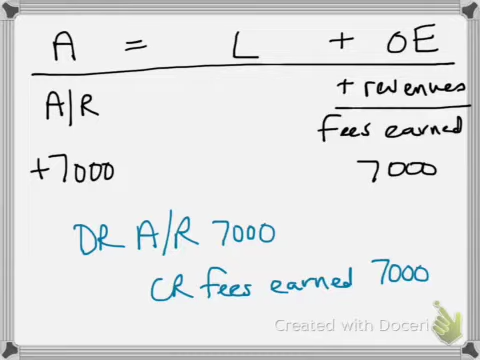 A = L + OE
A/R + revenues
fees earned
+7000 7000
DR A/R 7000
CR fees earned 7000
Created with Doceri